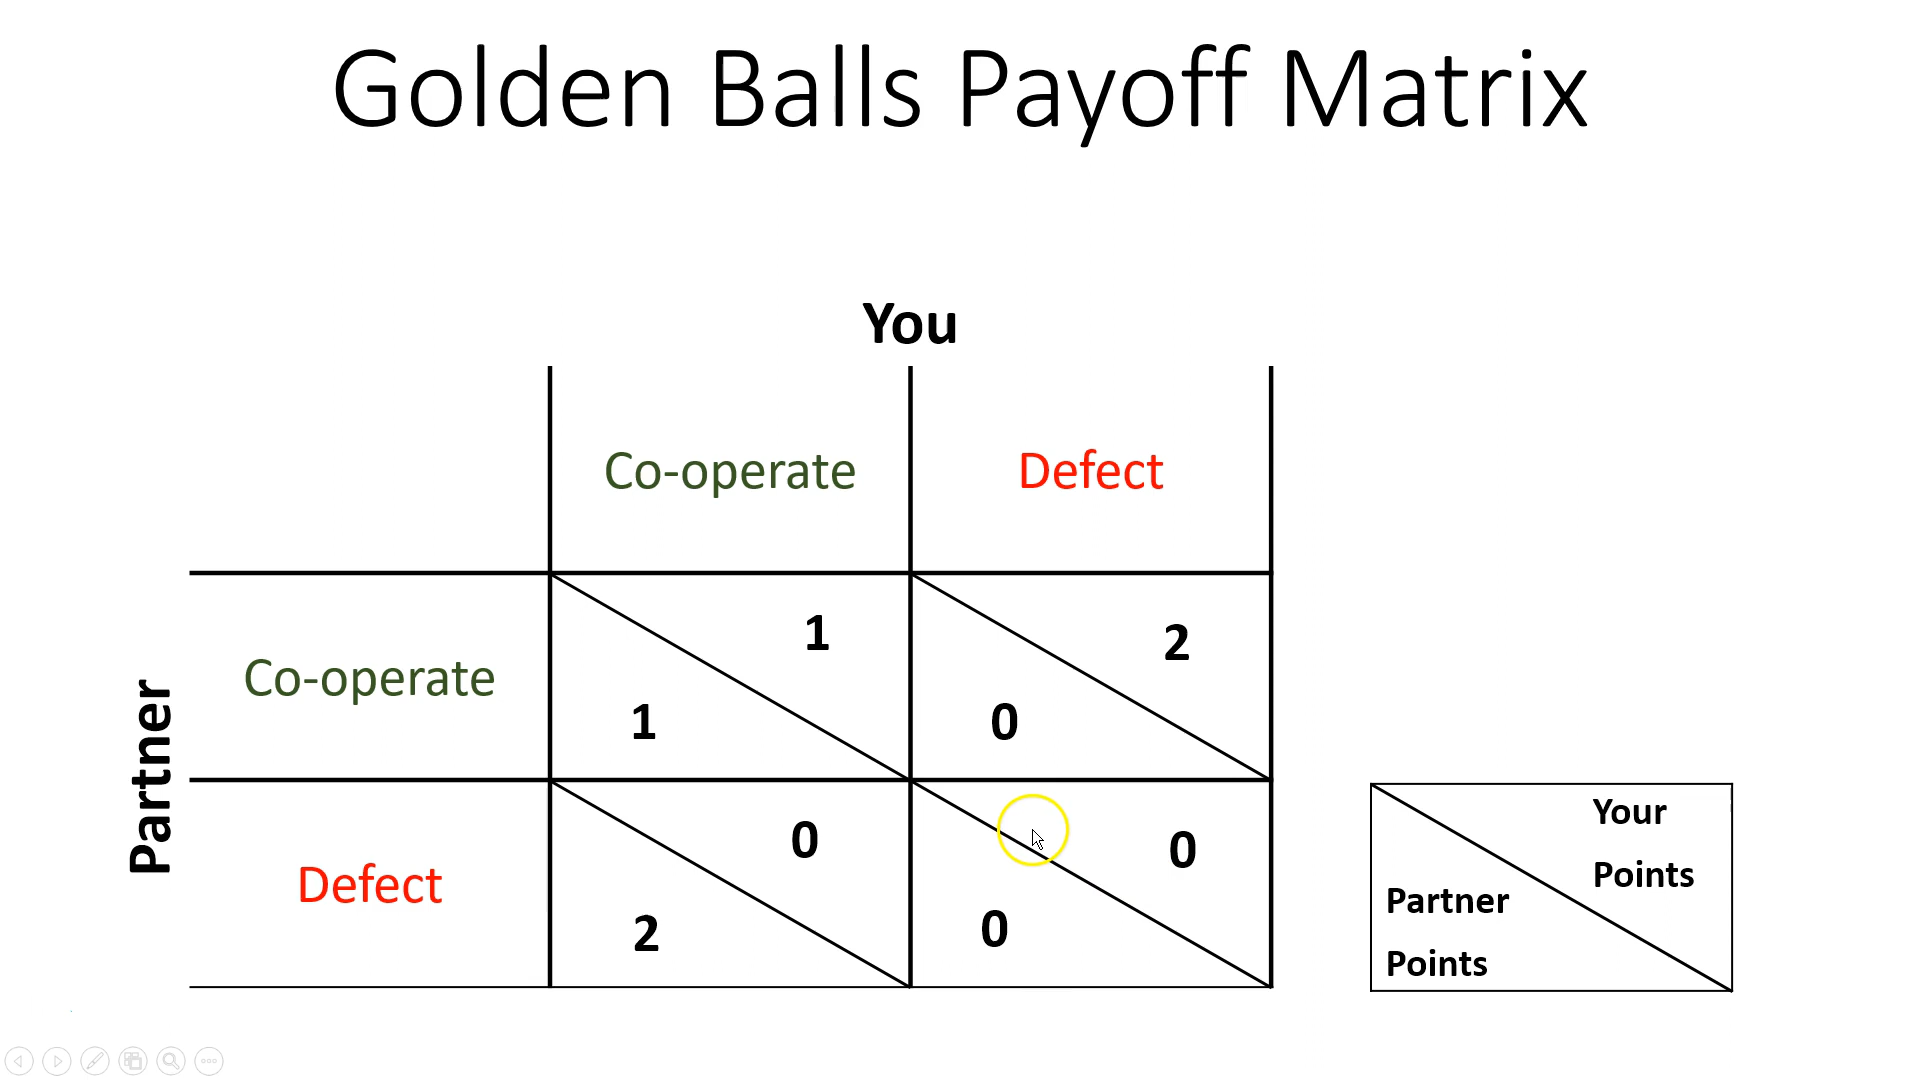 Golden Balls Payoff Matrix
You
Co-operate
Defect
Partner
Co-operate
1
1
2
0
Defect
0
2
0
0
Your
Points
Partner
Points